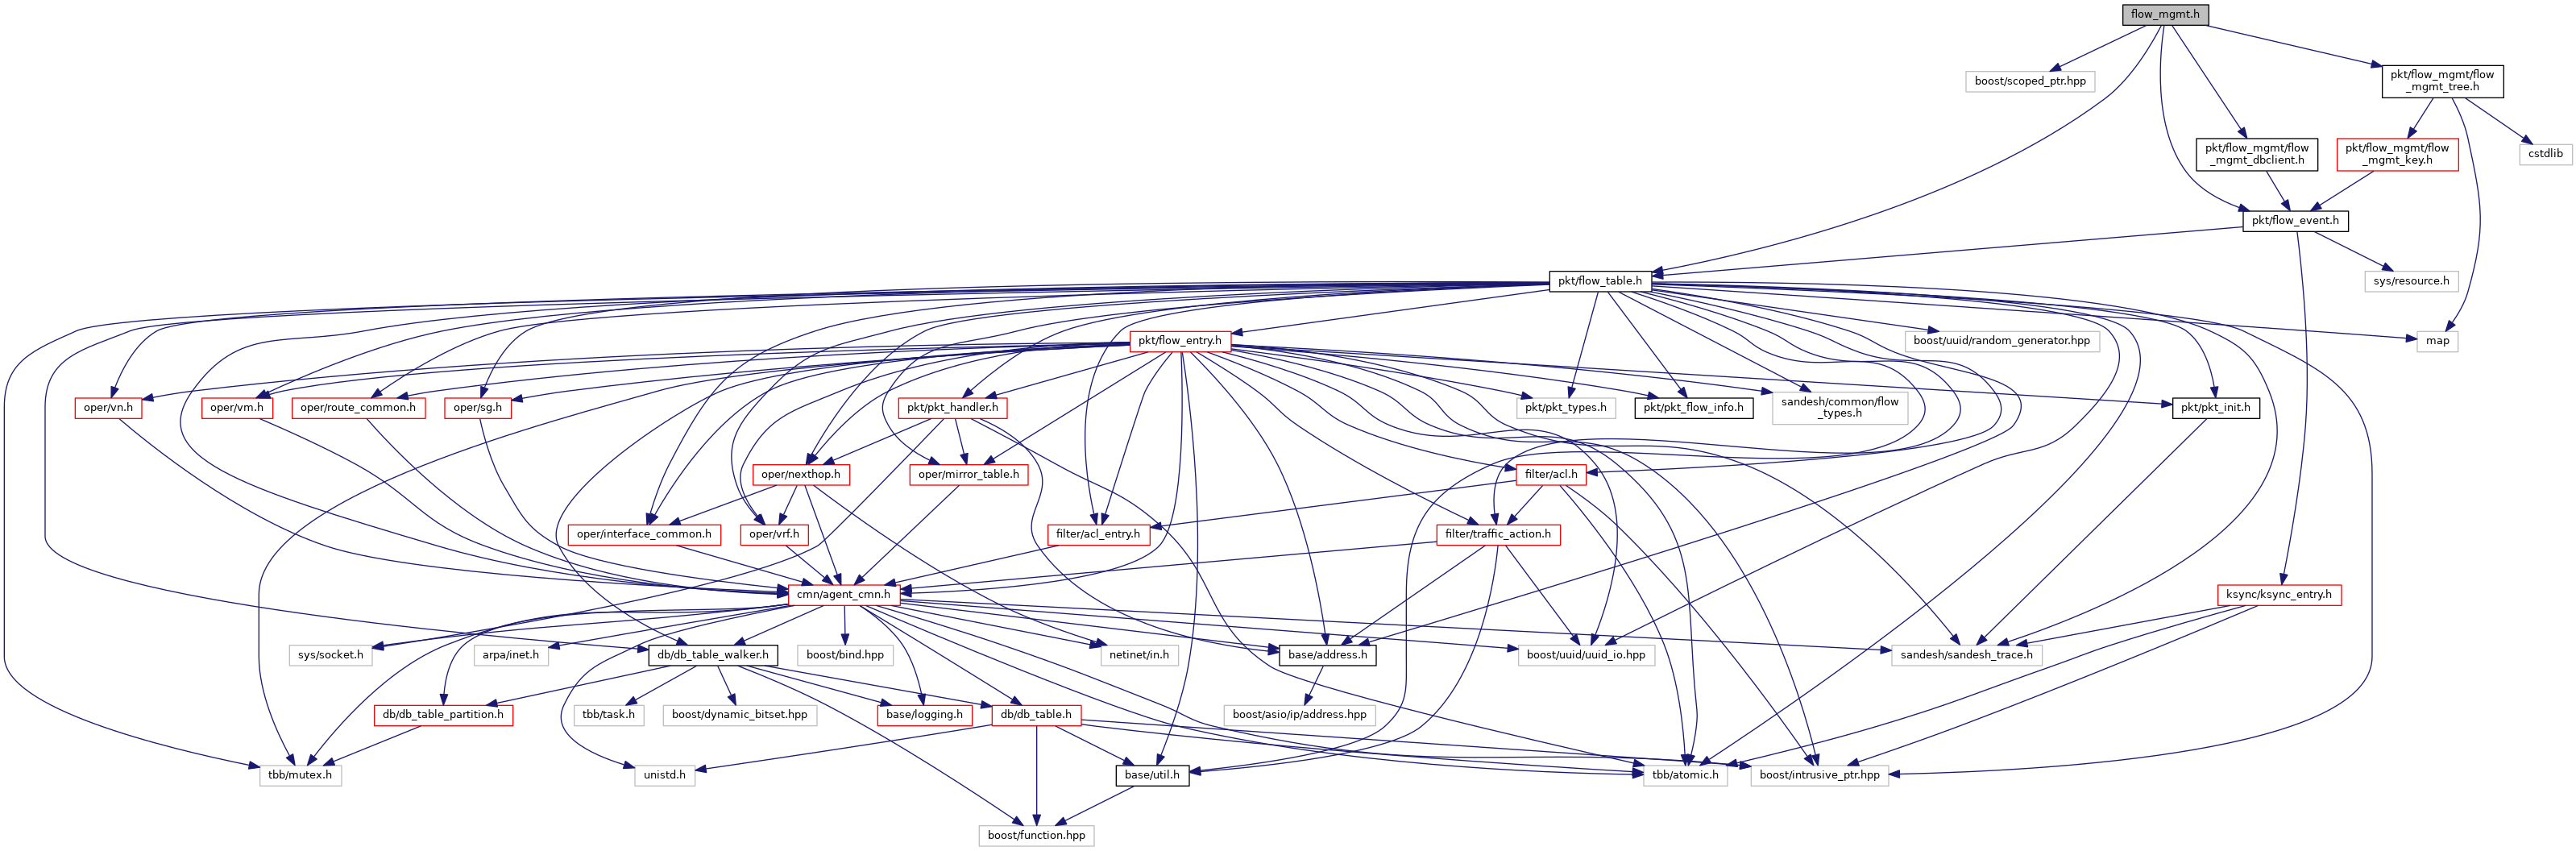 flow_mgmt.h
boost/scoped_ptr.hpp
pkt/flow_mgmt/flow
_mgmt_tree.h
pkt/flow_mgmt/flow
_mgmt_dbclient.h
pkt/flow_mgmt/flow
_mgmt_key.h
cstdlib
pkt/flow_event.h
pkt/flow_table.h
sys/resource.h
pkt/flow_entry.h
boost/uuid/random_generator.hpp
map
oper/vn.h
oper/vm.h
oper/route_common.h
oper/sg.h
pkt/pkt_handler.h
pkt/pkt_types.h
pkt/pkt_flow_info.h
sandesh/common/flow
_types.h
pkt/pkt_init.h
oper/nexthop.h
oper/mirror_table.h
filter/acl.h
oper/interface_common.h
oper/vrf.h
filter/acl_entry.h
filter/traffic_action.h
cmn/agent_cmn.h
ksync/ksync_entry.h
sys/socket.h
arpa/inet.h
db/db_table_walker.h
boost/bind.hpp
netinet/in.h
base/address.h
boost/uuid/uuid_io.hpp
sandesh/sandesh_trace.h
db/db_table_partition.h
tbb/task.h
boost/dynamic_bitset.hpp
base/logging.h
db/db_table.h
boost/asio/ip/address.hpp
tbb/mutex.h
unistd.h
base/util.h
tbb/atomic.h
boost/intrusive_ptr.hpp
boost/function.hpp